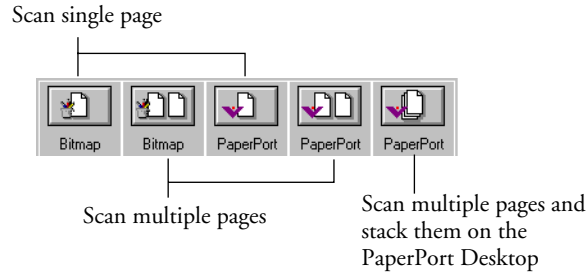 Scan single page
Bitmap Bitmap PaperPort PaperPort PaperPort
Scan multiple pages
Scan multiple pages and
stack them on the
PaperPort Desktop